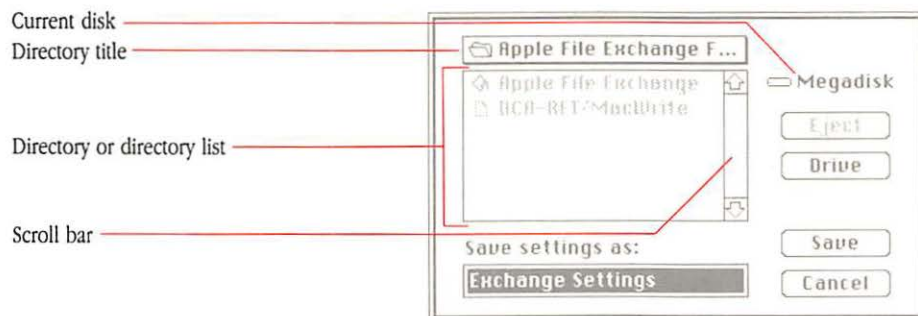 Current disk
Directory title
Directory or directory list
Scroll bar
Apple File Exchange F...
Apple File Exchange
DCA-RFT/MacWrite
Megadisk
Eject
Drive
Save settings as:
Exchange Settings
Save
Cancel